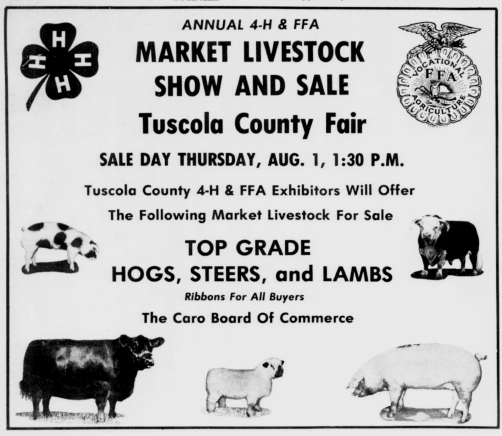 ANNUAL 4-H & FFA
MARKET LIVESTOCK
SHOW AND SALE
Tuscola County Fair
SALE DAY THURSDAY, AUG. 1, 1:30 P.M.
Tuscola County 4-H & FFA Exhibitors Will Offer
The Following Market Livestock For Sale
TOP GRADE
HOGS, STEERS, and LAMBS
Ribbons For All Buyers
The Caro Board Of Commerce
H
H H
H
VOCATIONAL
FFA
AGRICULTURE